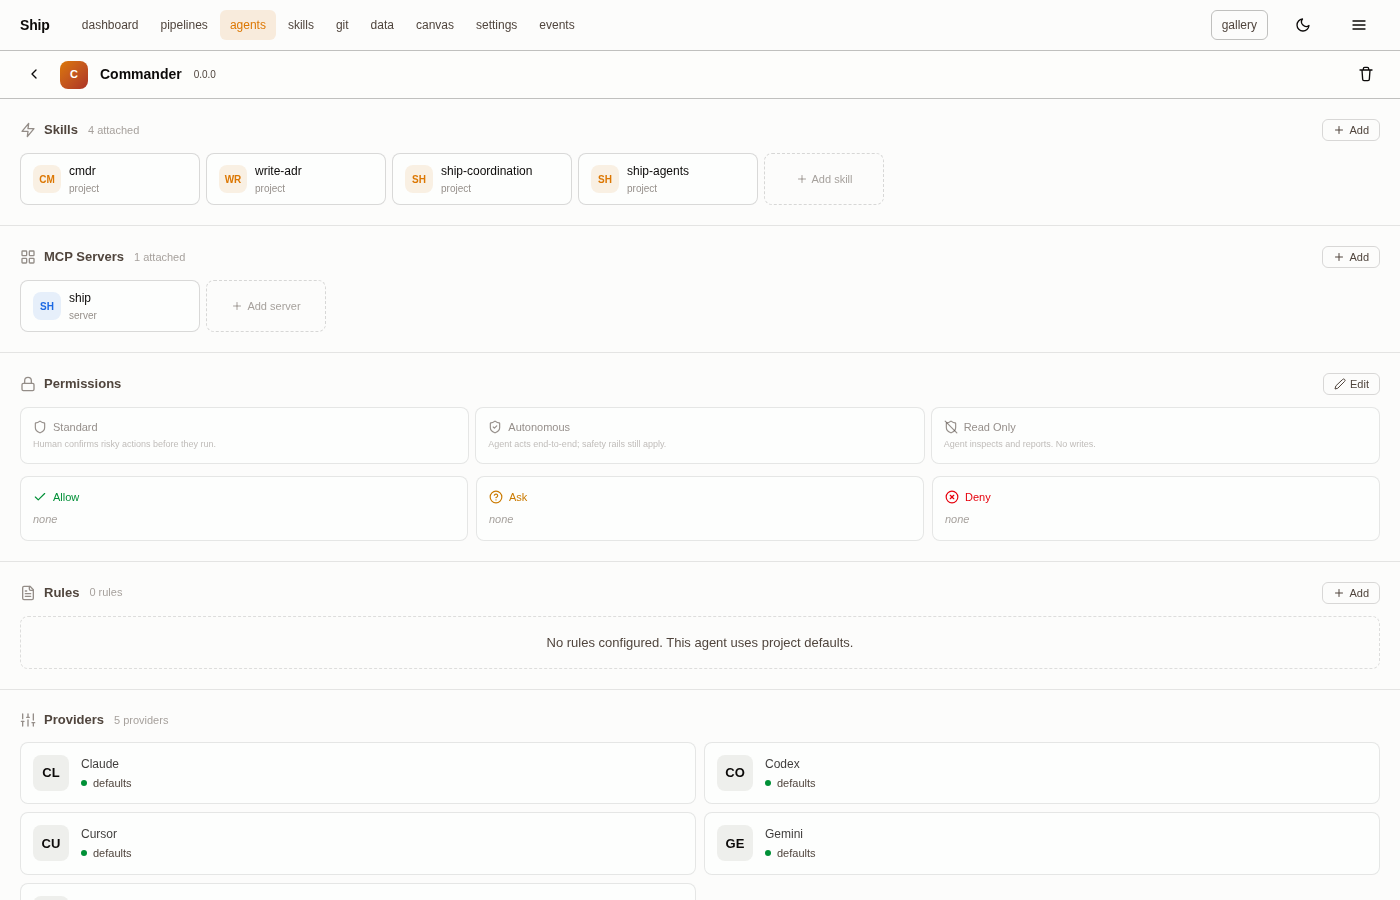 Ship dashboard pipelines agents skills git data canvas settings events gallery
C Commander 0.0.0
Skills 4 attached Add
CM cmdr project
WR write-adr project
SH ship-coordination project
SH ship-agents project
Add skill
MCP Servers 1 attached Add
SH ship server
Add server
Permissions Edit
Standard
Human confirms risky actions before they run.
Autonomous
Agent acts end-to-end; safety rails still apply.
Read Only
Agent inspects and reports. No writes.
Allow
none
Ask
none
Deny
none
Rules 0 rules Add
No rules configured. This agent uses project defaults.
Providers 5 providers
CL Claude
defaults
CO Codex
defaults
CU Cursor
defaults
GE Gemini
defaults